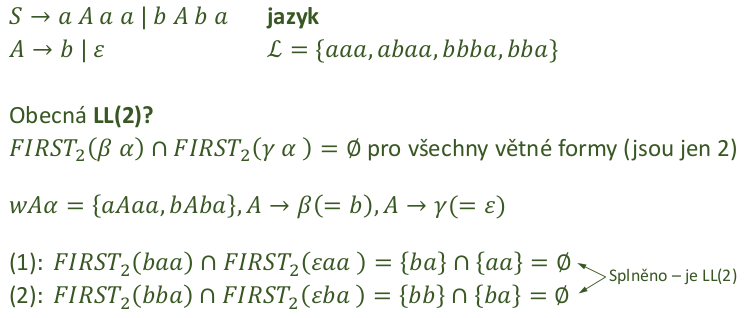 S → a A a a | b A b a jazyk
A → b | ε ℒ = {aaa, abaa, bbba, bba}
Obecná LL(2)?
FIRST₂(β α) ∩ FIRST₂(γ α ) = ∅ pro všechny větné formy (jsou jen 2)
wAα = {aAaa, bAba}, A → β(= b), A → γ(= ε)
(1): FIRST₂(baa) ∩ FIRST₂(εaa ) = {ba} ∩ {aa} = ∅
Splněno – je LL(2)
(2): FIRST₂(bba) ∩ FIRST₂(εba ) = {bb} ∩ {ba} = ∅